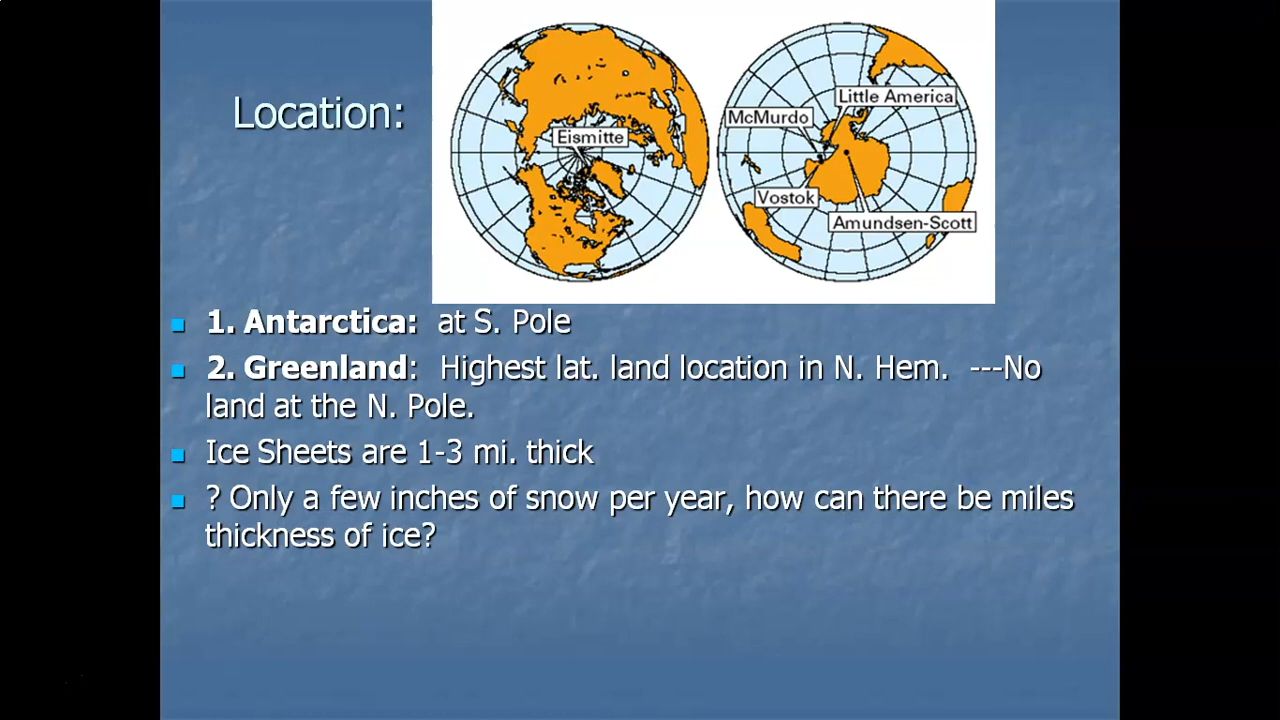 Location:
Eismitte
Little America
McMurdo
Vostok
Amundsen-Scott
1. Antarctica: at S. Pole
2. Greenland: Highest lat. land location in N. Hem. ---No
land at the N. Pole.
Ice Sheets are 1-3 mi. thick
? Only a few inches of snow per year, how can there be miles
thickness of ice?